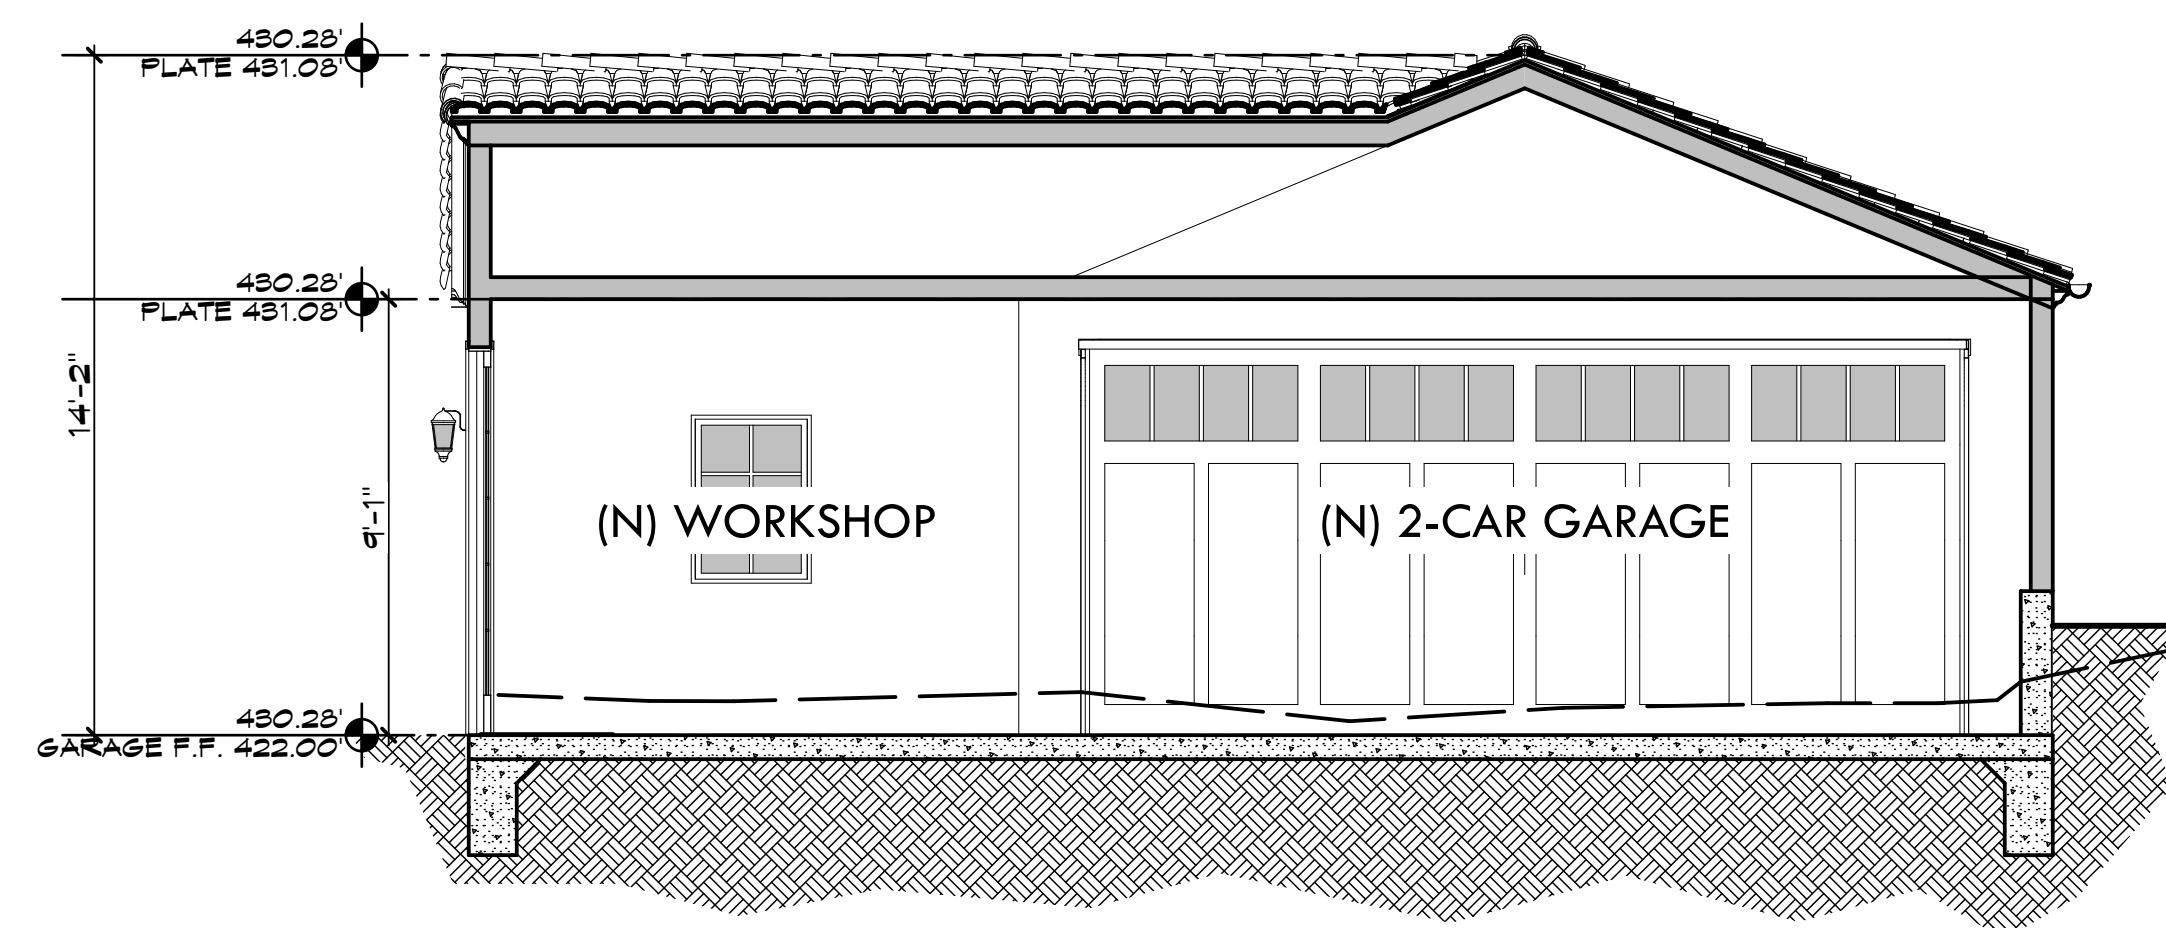 430.28'
PLATE 431.08'
430.28'
PLATE 431.08'
14'-2"
9'-1"
(N) WORKSHOP
(N) 2-CAR GARAGE
430.28'
GARAGE F.F. 422.00'